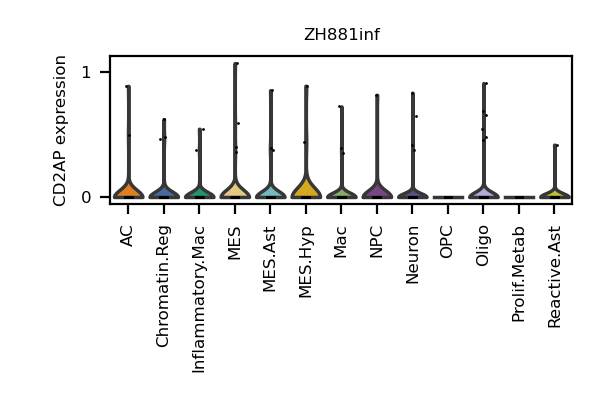 ZH881inf
CD2AP expression
1
0
AC
Chromatin.Reg
Inflammatory.Mac
MES
MES.Ast
MES.Hyp
Mac
NPC
Neuron
OPC
Oligo
Prolif.Metab
Reactive.Ast